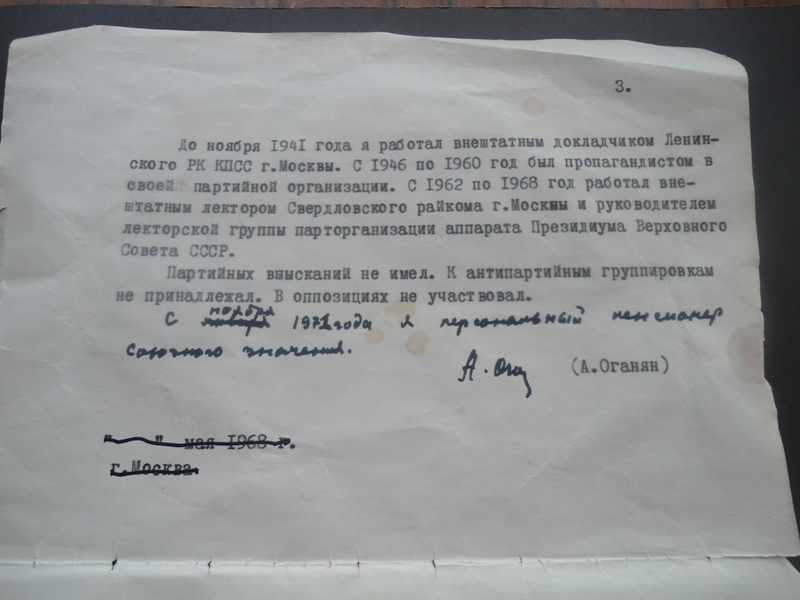 3.
До ноября 1941 года я работал внештатным докладчиком Ленин-
ского РК КПСС г.Москвы. С 1946 по 1960 год был пропагандистом в
своей партийной организации. С 1962 по 1968 год работал вне-
штатным лектором Свердловского райкома г.Москвы и руководителем
лекторской группы парторганизации аппарата Президиума Верховного
Совета СССР.
Партийных взысканий не имел. К антипартийным группировкам
не принадлежал. В оппозициях не участвовал.
ноября
С января 1971 года я персональный пенсионер
союзного значения.
А. Ога (А.Оганян)
"    " мая 1968 г.
г.Москва